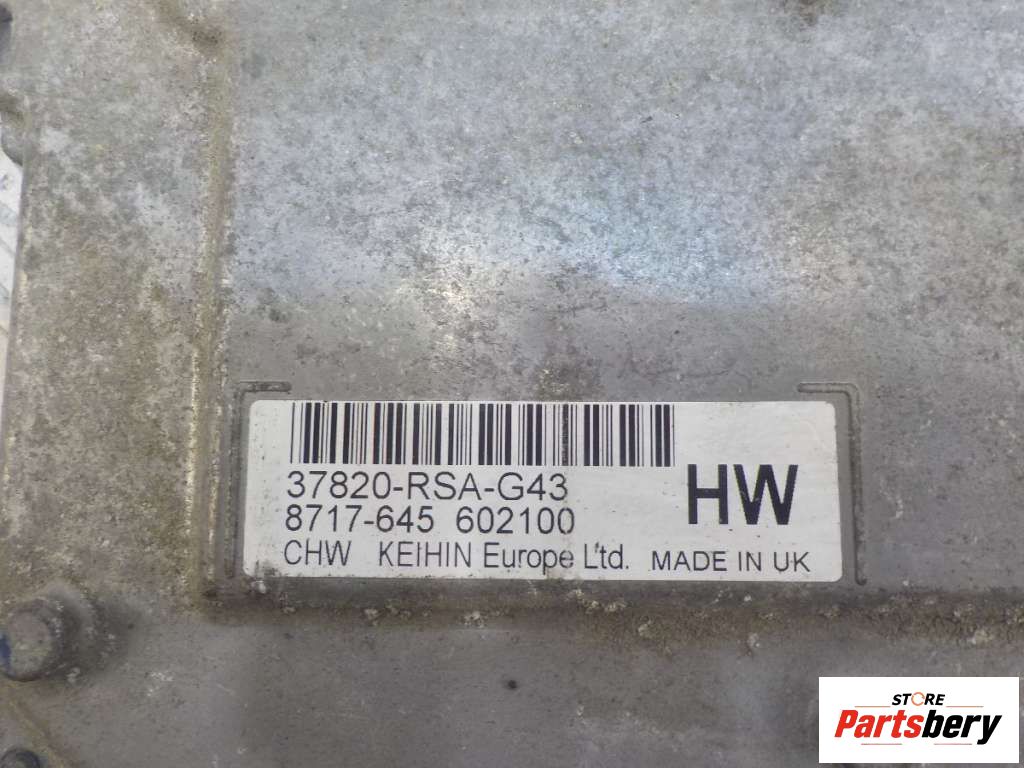 37820-RSA-G43
8717-645 602100
HW
CHW KEIHIN Europe Ltd. MADE IN UK
STORE
Partsbery